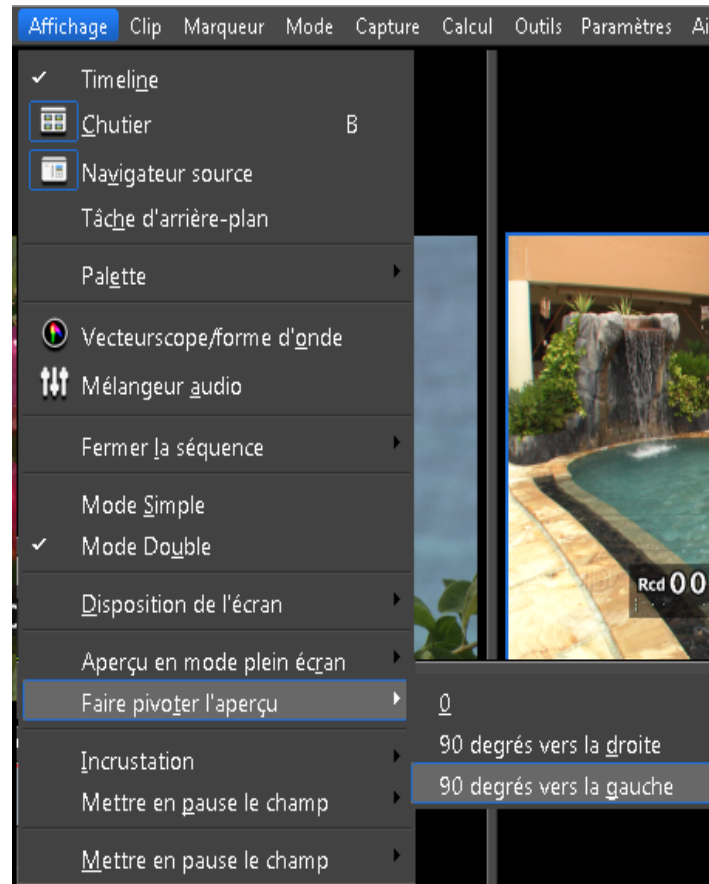 Affichage Clip Marqueur Mode Capture Calcul Outils Paramètres Ai
Timeline
Chutier B
Navigateur source
Tâche d'arrière-plan
Palette
Vecteurscope/forme d'onde
Mélangeur audio
Fermer la séquence
Mode Simple
Mode Double
Disposition de l'écran
Rcd 00
Aperçu en mode plein écran
Faire pivoter l'aperçu
0
90 degrés vers la droite
90 degrés vers la gauche
Incrustation
Mettre en pause le champ
Mettre en pause le champ